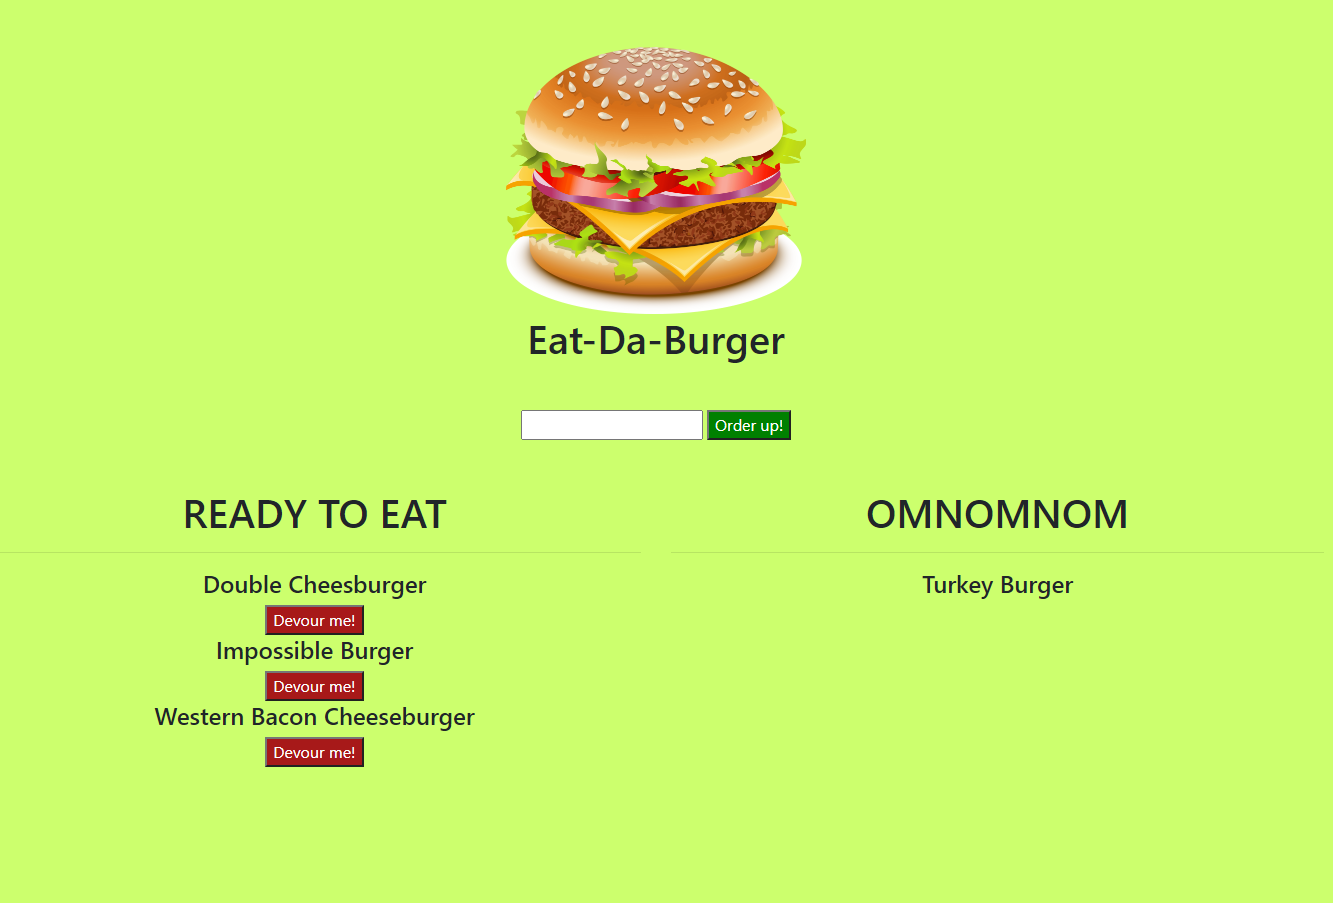 Eat-Da-Burger
Order up!
READY TO EAT
Double Cheesburger
Devour me!
Impossible Burger
Devour me!
Western Bacon Cheeseburger
Devour me!
OMNOMNOM
Turkey Burger